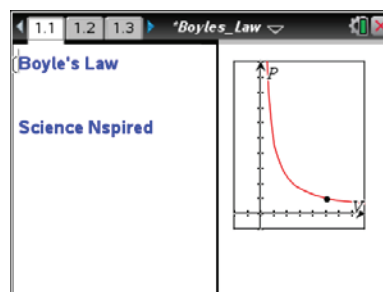 1.1 1.2 1.3 *Boyles_Law
Boyle's Law
Science Nspired
P
V